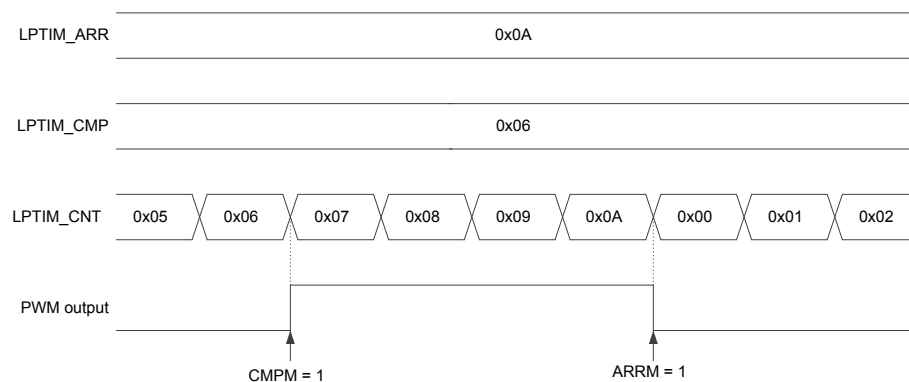 LPTIM_ARR 0x0A
LPTIM_CMP 0x06
LPTIM_CNT 0x05 0x06 0x07 0x08 0x09 0x0A 0x00 0x01 0x02
PWM output
CMPM = 1 ARRM = 1